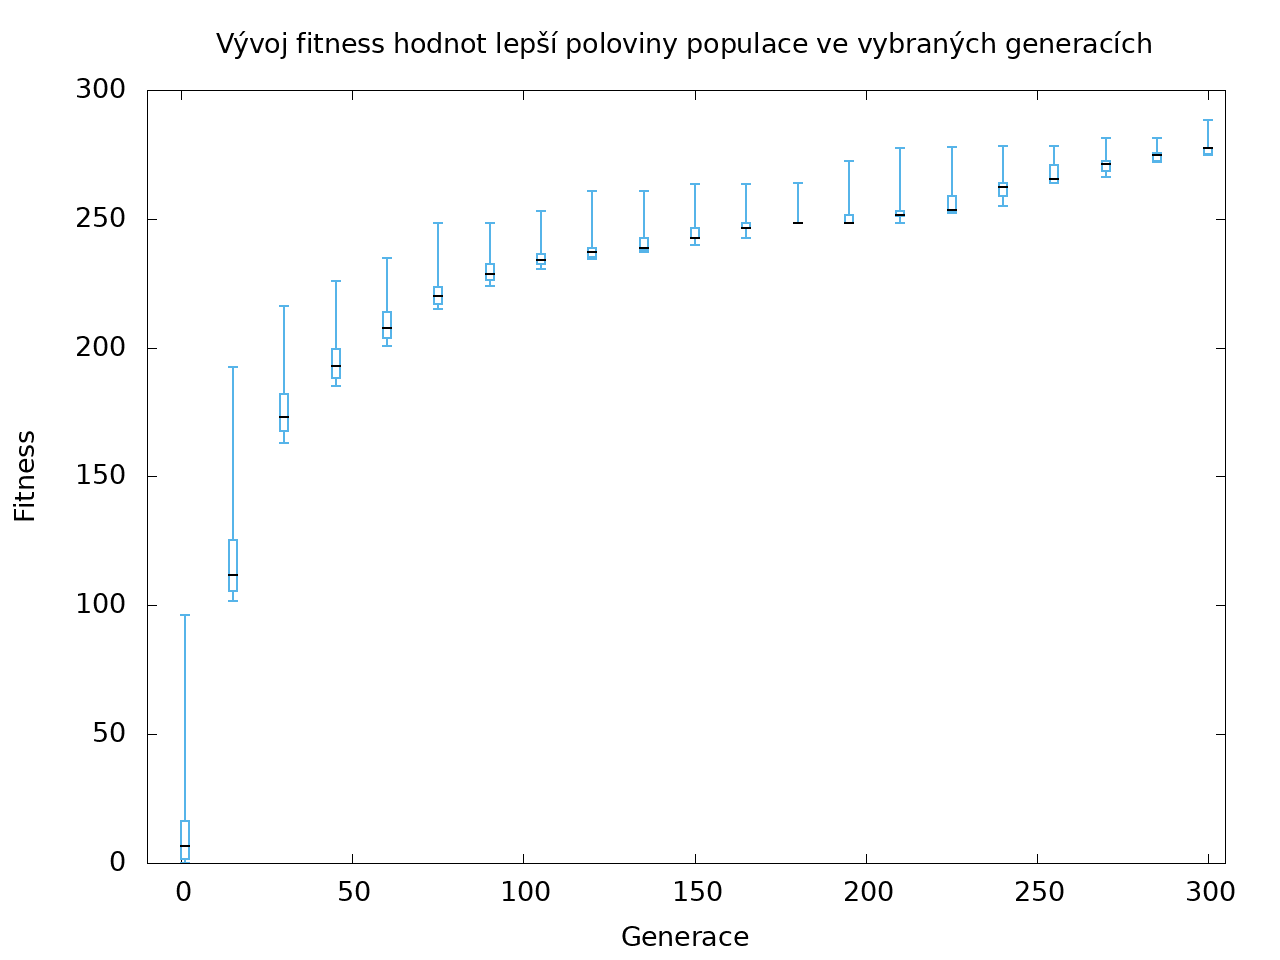 Vývoj fitness hodnot lepší poloviny populace ve vybraných generacích
300
250
200
150
100
50
0
Fitness
0 50 100 150 200 250 300
Generace